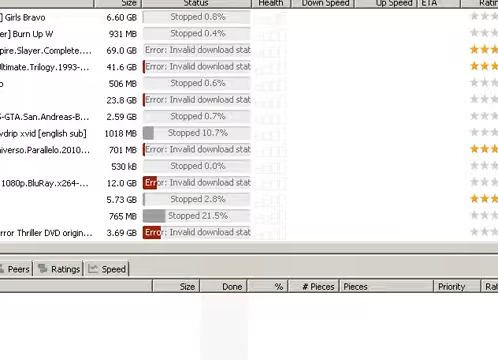 Size Status Health Down Speed Up Speed ETA Ratin
] Girls Bravo 6.60 GB Stopped 0.8%
er] Burn Up W 931 MB Stopped 0.4%
pire.Slayer.Complete.... 69.0 GB Error: Invalid download stat
Ultimate.Trilogy.1993-... 41.6 GB Error: Invalid download stat
o 506 MB Stopped 0.6%
23.8 GB Error: Invalid download stat
S-GTA.San.Andreas-B... 2.59 GB Stopped 0.7%
vdrip xvid [english sub] 1018 MB Stopped 10.7%
niverso.Parallelo.2010... 701 MB Error: Invalid download stat
530 kB Stopped 0.0%
1080p.BluRay.x264-... 12.0 GB Error: Invalid download stat
5.73 GB Stopped 2.8%
765 MB Stopped 21.5%
Error Thriller DVD origin... 3.69 GB Error: Invalid download stat
Peers Ratings Speed
Size Done % # Pieces Pieces Priority Rat